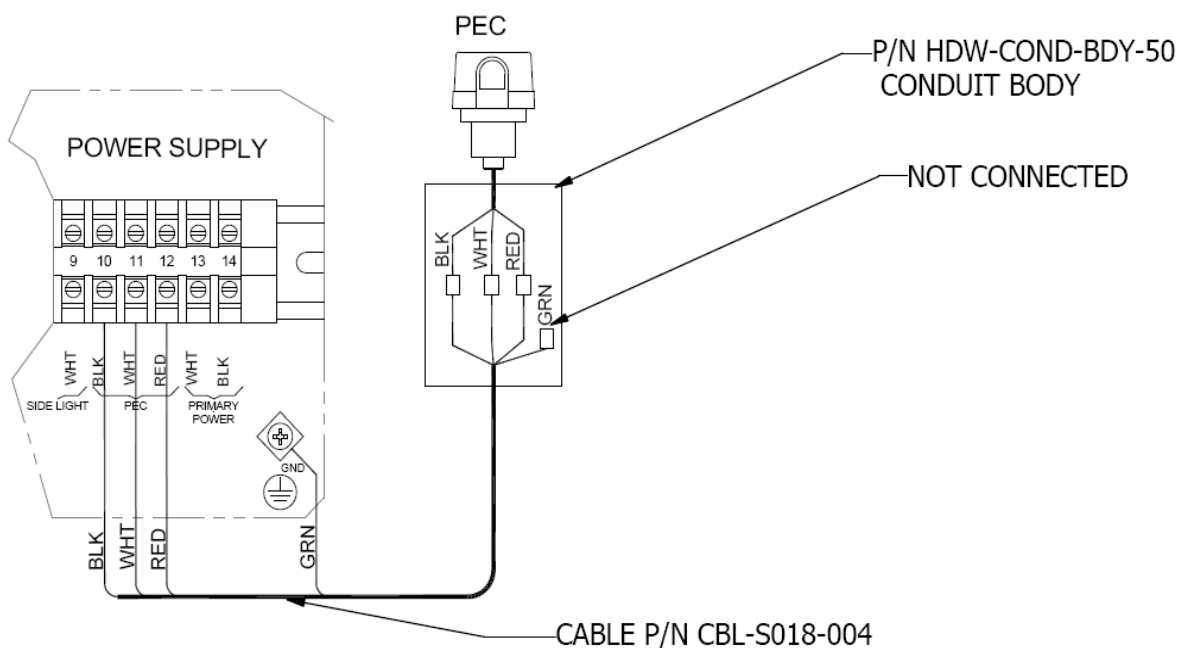 PEC
P/N HDW-COND-BDY-50
CONDUIT BODY
POWER SUPPLY
NOT CONNECTED
BLK WHT RED
9 10 11 12 13 14
GRN
WHT BLK WHT RED WHT BLK
SIDE LIGHT PEC PRIMARY
POWER
GND
BLK WHT RED GRN
CABLE P/N CBL-S018-004